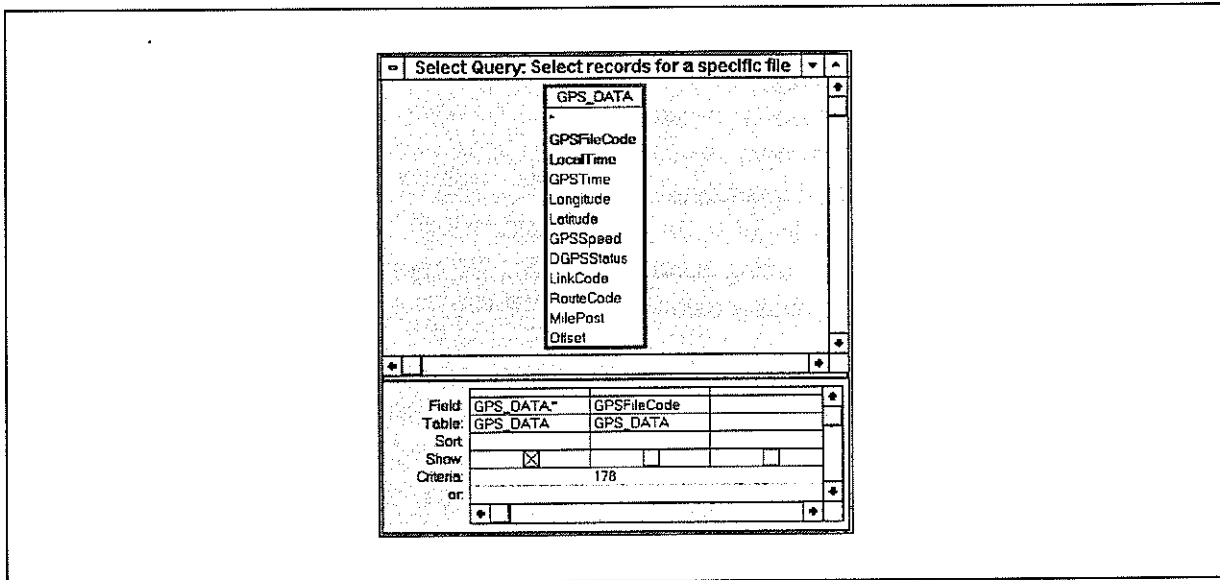 Select Query: Select records for a specific file
GPS_DATA
*
GPSFileCode
LocalTime
GPSTime
Longitude
Latitude
GPSSpeed
DGPSStatus
LinkCode
RouteCode
MilePost
Offset
Field: GPS_DATA.* GPSFileCode
Table: GPS_DATA GPS_DATA
Sort:
Show:
Criteria: 178
or: